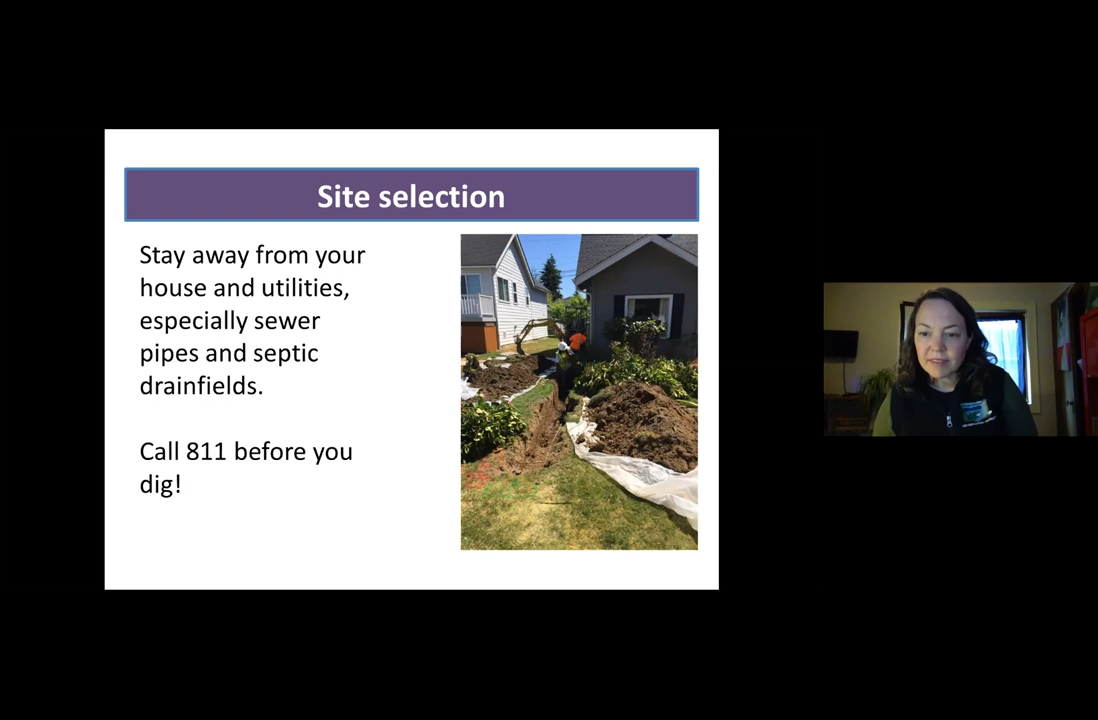 Site selection
Stay away from your
house and utilities,
especially sewer
pipes and septic
drainfields.
Call 811 before you
dig!